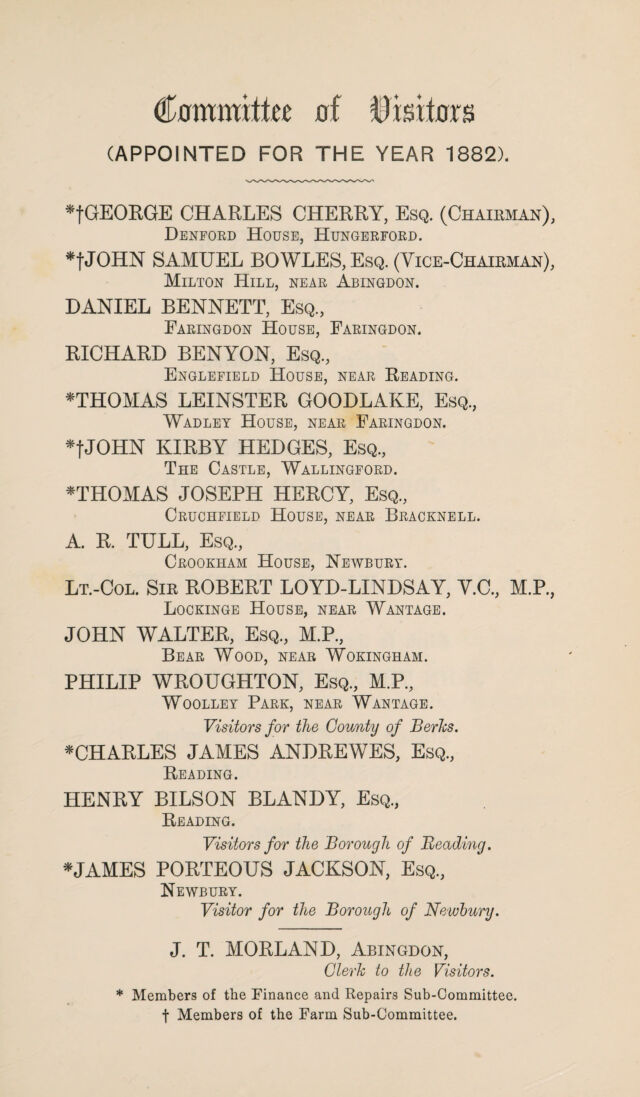 Committee of Visitors
(APPOINTED FOR THE YEAR 1882).
*†GEORGE CHARLES CHERRY, Esq. (Chairman),
Denford House, Hungerford.
*†JOHN SAMUEL BOWLES, Esq. (Vice-Chairman),
Milton Hill, near Abingdon.
DANIEL BENNETT, Esq.,
Faringdon House, Faringdon.
RICHARD BENYON, Esq.,
Englefield House, near Reading.
*THOMAS LEINSTER GOODLAKE, Esq.,
Wadley House, near Faringdon.
*†JOHN KIRBY HEDGES, Esq.,
The Castle, Wallingford.
*THOMAS JOSEPH HERCY, Esq.,
Cruchfield House, near Bracknell.
A. R. TULL, Esq.,
Crookham House, Newbury.
Lt.-Col. Sir ROBERT LOYD-LINDSAY, V.C., M.P.,
Lockinge House, near Wantage.
JOHN WALTER, Esq., M.P.,
Bear Wood, near Wokingham.
PHILIP WROUGHTON, Esq., M.P.,
Woolley Park, near Wantage.
Visitors for the County of Berks.
*CHARLES JAMES ANDREWES, Esq.,
Reading.
HENRY BILSON BLANDY, Esq.,
Reading.
Visitors for the Borough of Reading.
*JAMES PORTEOUS JACKSON, Esq.,
Newbury.
Visitor for the Borough of Newbury.
J. T. MORLAND, Abingdon,
Clerk to the Visitors.
* Members of the Finance and Repairs Sub-Committee.
† Members of the Farm Sub-Committee.